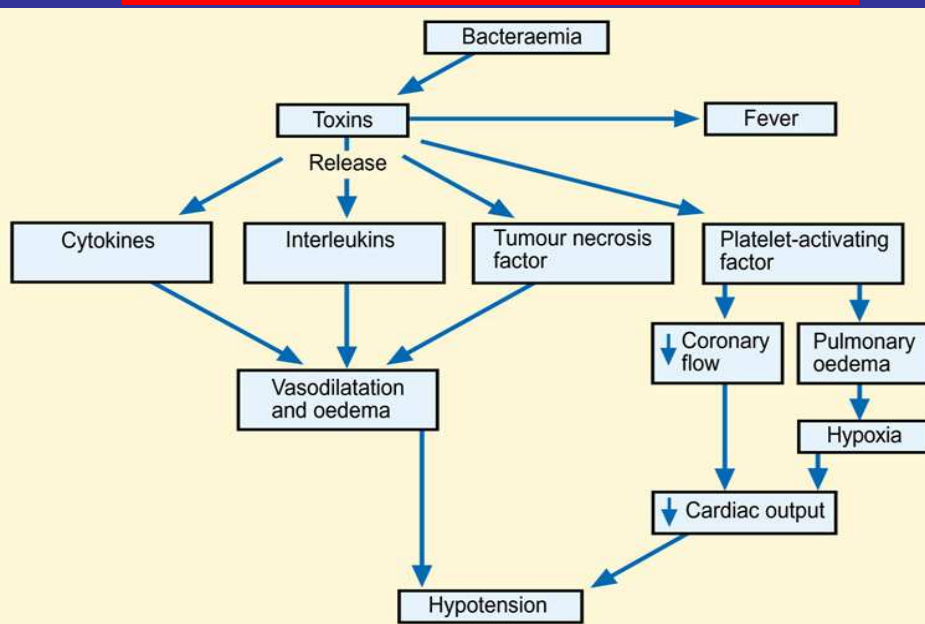 Bacteraemia
Toxins
Fever
Release
Cytokines
Interleukins
Tumour necrosis
factor
Platelet-activating
factor
Coronary
flow
Pulmonary
oedema
Vasodilatation
and oedema
Hypoxia
Cardiac output
Hypotension